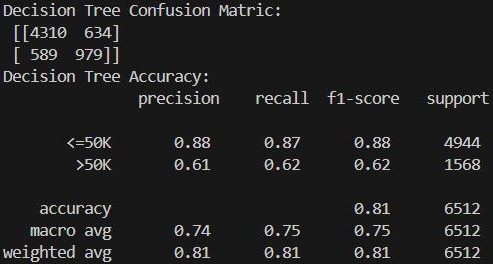 Decision Tree Confusion Matric:
[[4310 634]
[ 589 979]]
Decision Tree Accuracy:
precision recall f1-score support
<=50K 0.88 0.87 0.88 4944
>50K 0.61 0.62 0.62 1568
accuracy 0.81 6512
macro avg 0.74 0.75 0.75 6512
weighted avg 0.81 0.81 0.81 6512